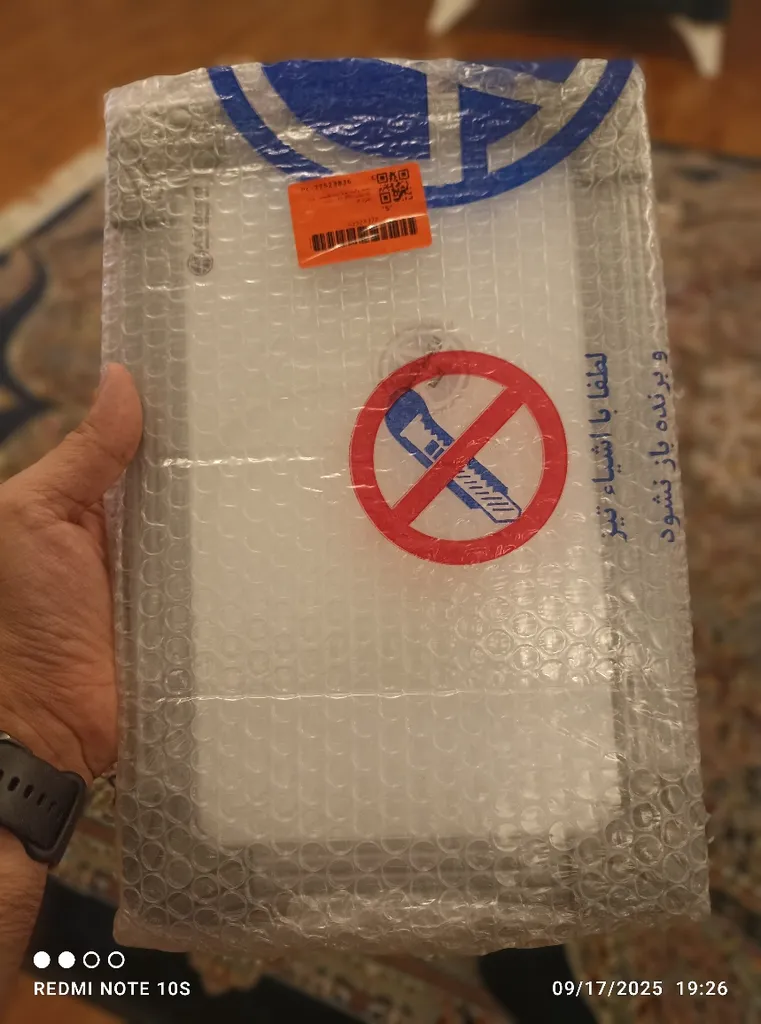 لطفا با اشیاء تیز
و برنده باز نشود
REDMI NOTE 10S
09/17/2025 19:26